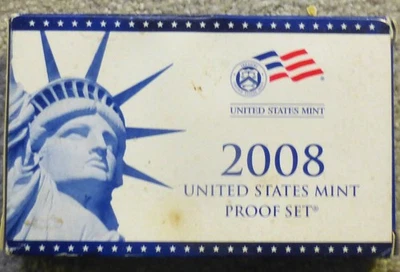 UNITED STATES MINT
2008
UNITED STATES MINT
PROOF SET®